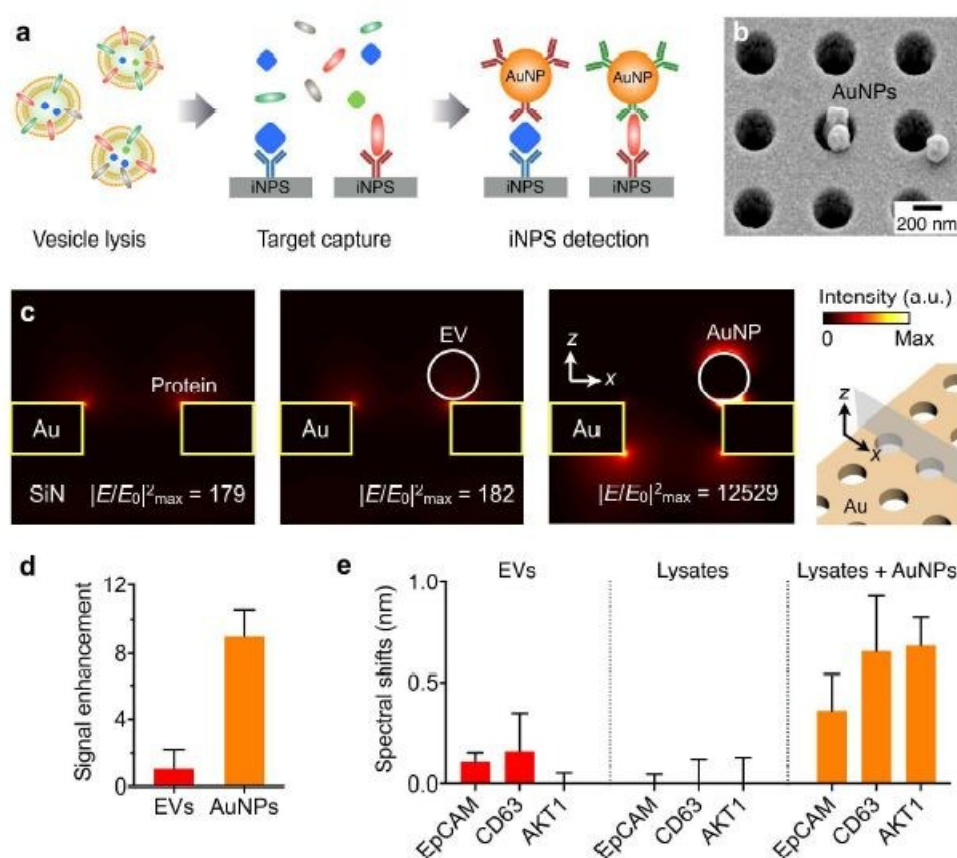 a
AuNP
AuNP
iNPS
iNPS
iNPS
iNPS
Vesicle lysis
Target capture
iNPS detection
b
AuNPs
200 nm
c
Protein
Au
SiN
|E/E₀|²max = 179
EV
Au
|E/E₀|²max = 182
z
x
AuNP
Au
|E/E₀|²max = 12529
Intensity (a.u.)
0 Max
z
x
Au
d
Signal enhancement
12
8
4
0
EVs AuNPs
e
EVs Lysates Lysates + AuNPs
Spectral shifts (nm)
1.0
0.5
0.0
EpCAM CD63 AKT1 EpCAM CD63 AKT1 EpCAM CD63 AKT1